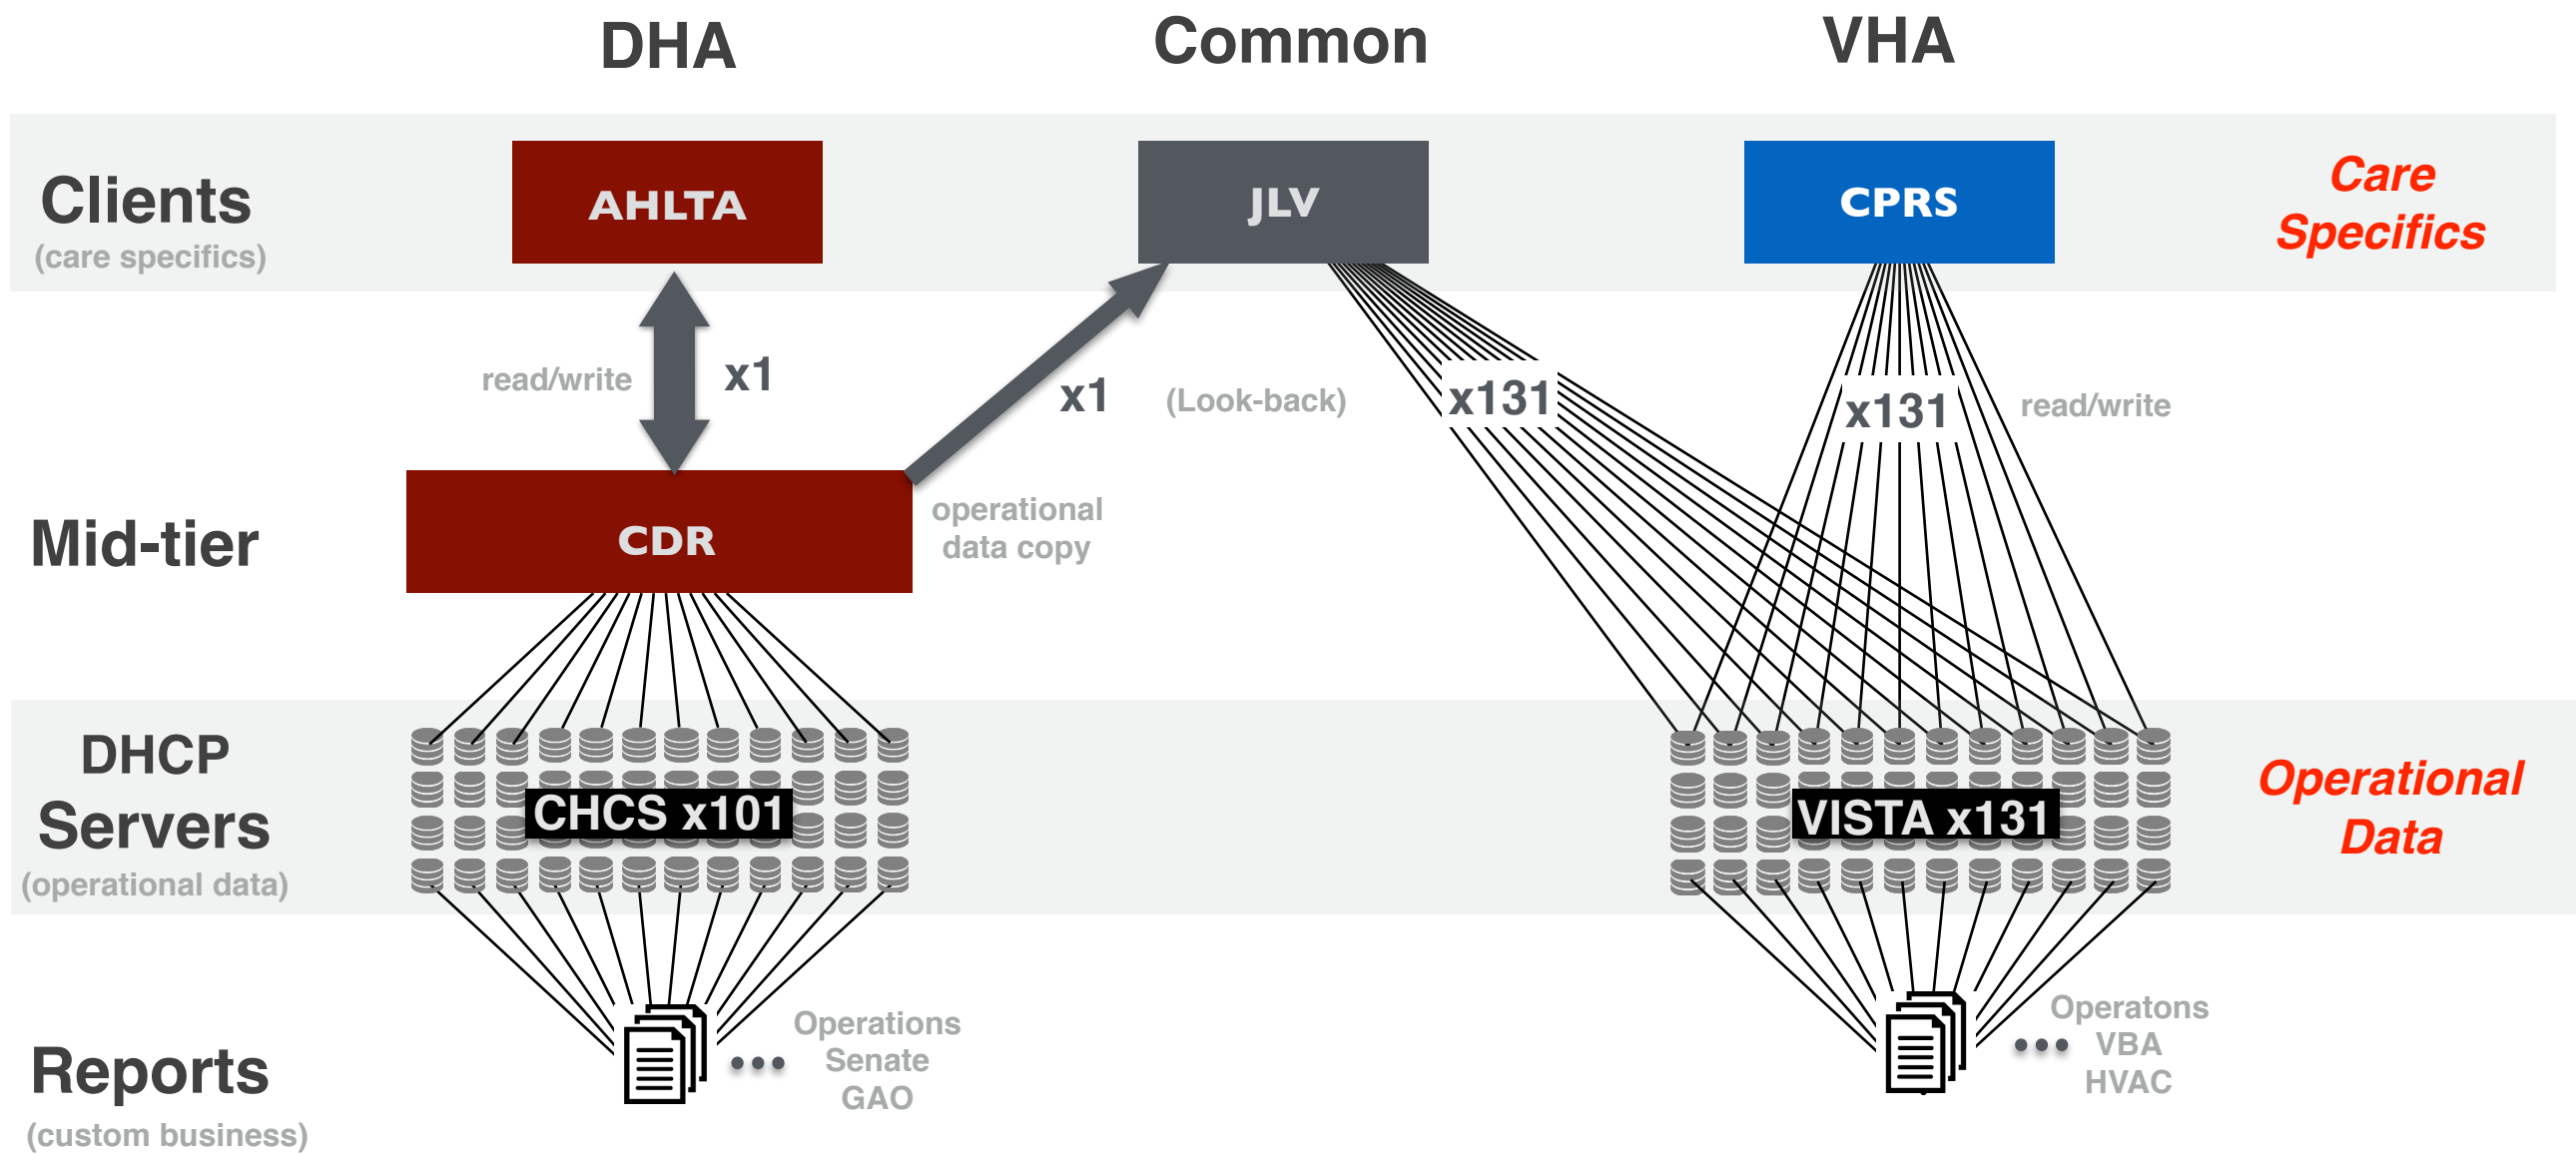 DHA
Common
VHA
Clients
(care specifics)
AHLTA
JLV
CPRS
Care
Specifics
read/write
x1
x1
(Look-back)
x131
x131
read/write
Mid-tier
CDR
operational
data copy
DHCP
Servers
(operational data)
CHCS x101
VISTA x131
Operational
Data
Reports
(custom business)
Operations
Senate
GAO
Operatons
VBA
HVAC